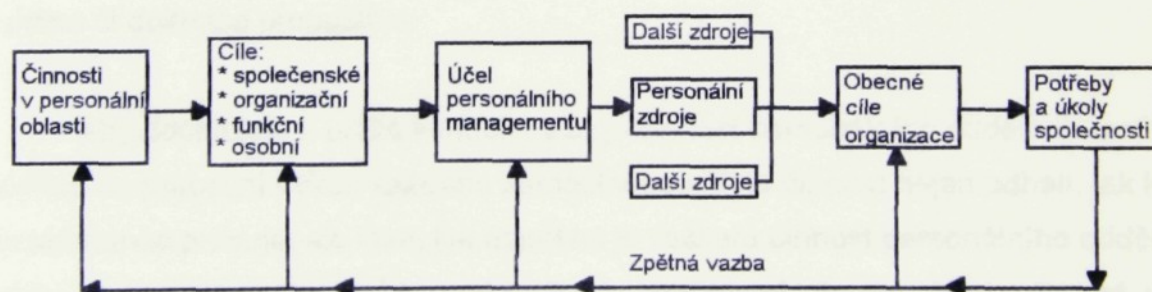 Činnosti
v personální
oblasti
Cíle:
* společenské
* organizační
* funkční
* osobní
Účel
personálního
managementu
Další zdroje
Personální
zdroje
Další zdroje
Obecné
cíle
organizace
Potřeby
a úkoly
společnosti
Zpětná vazba